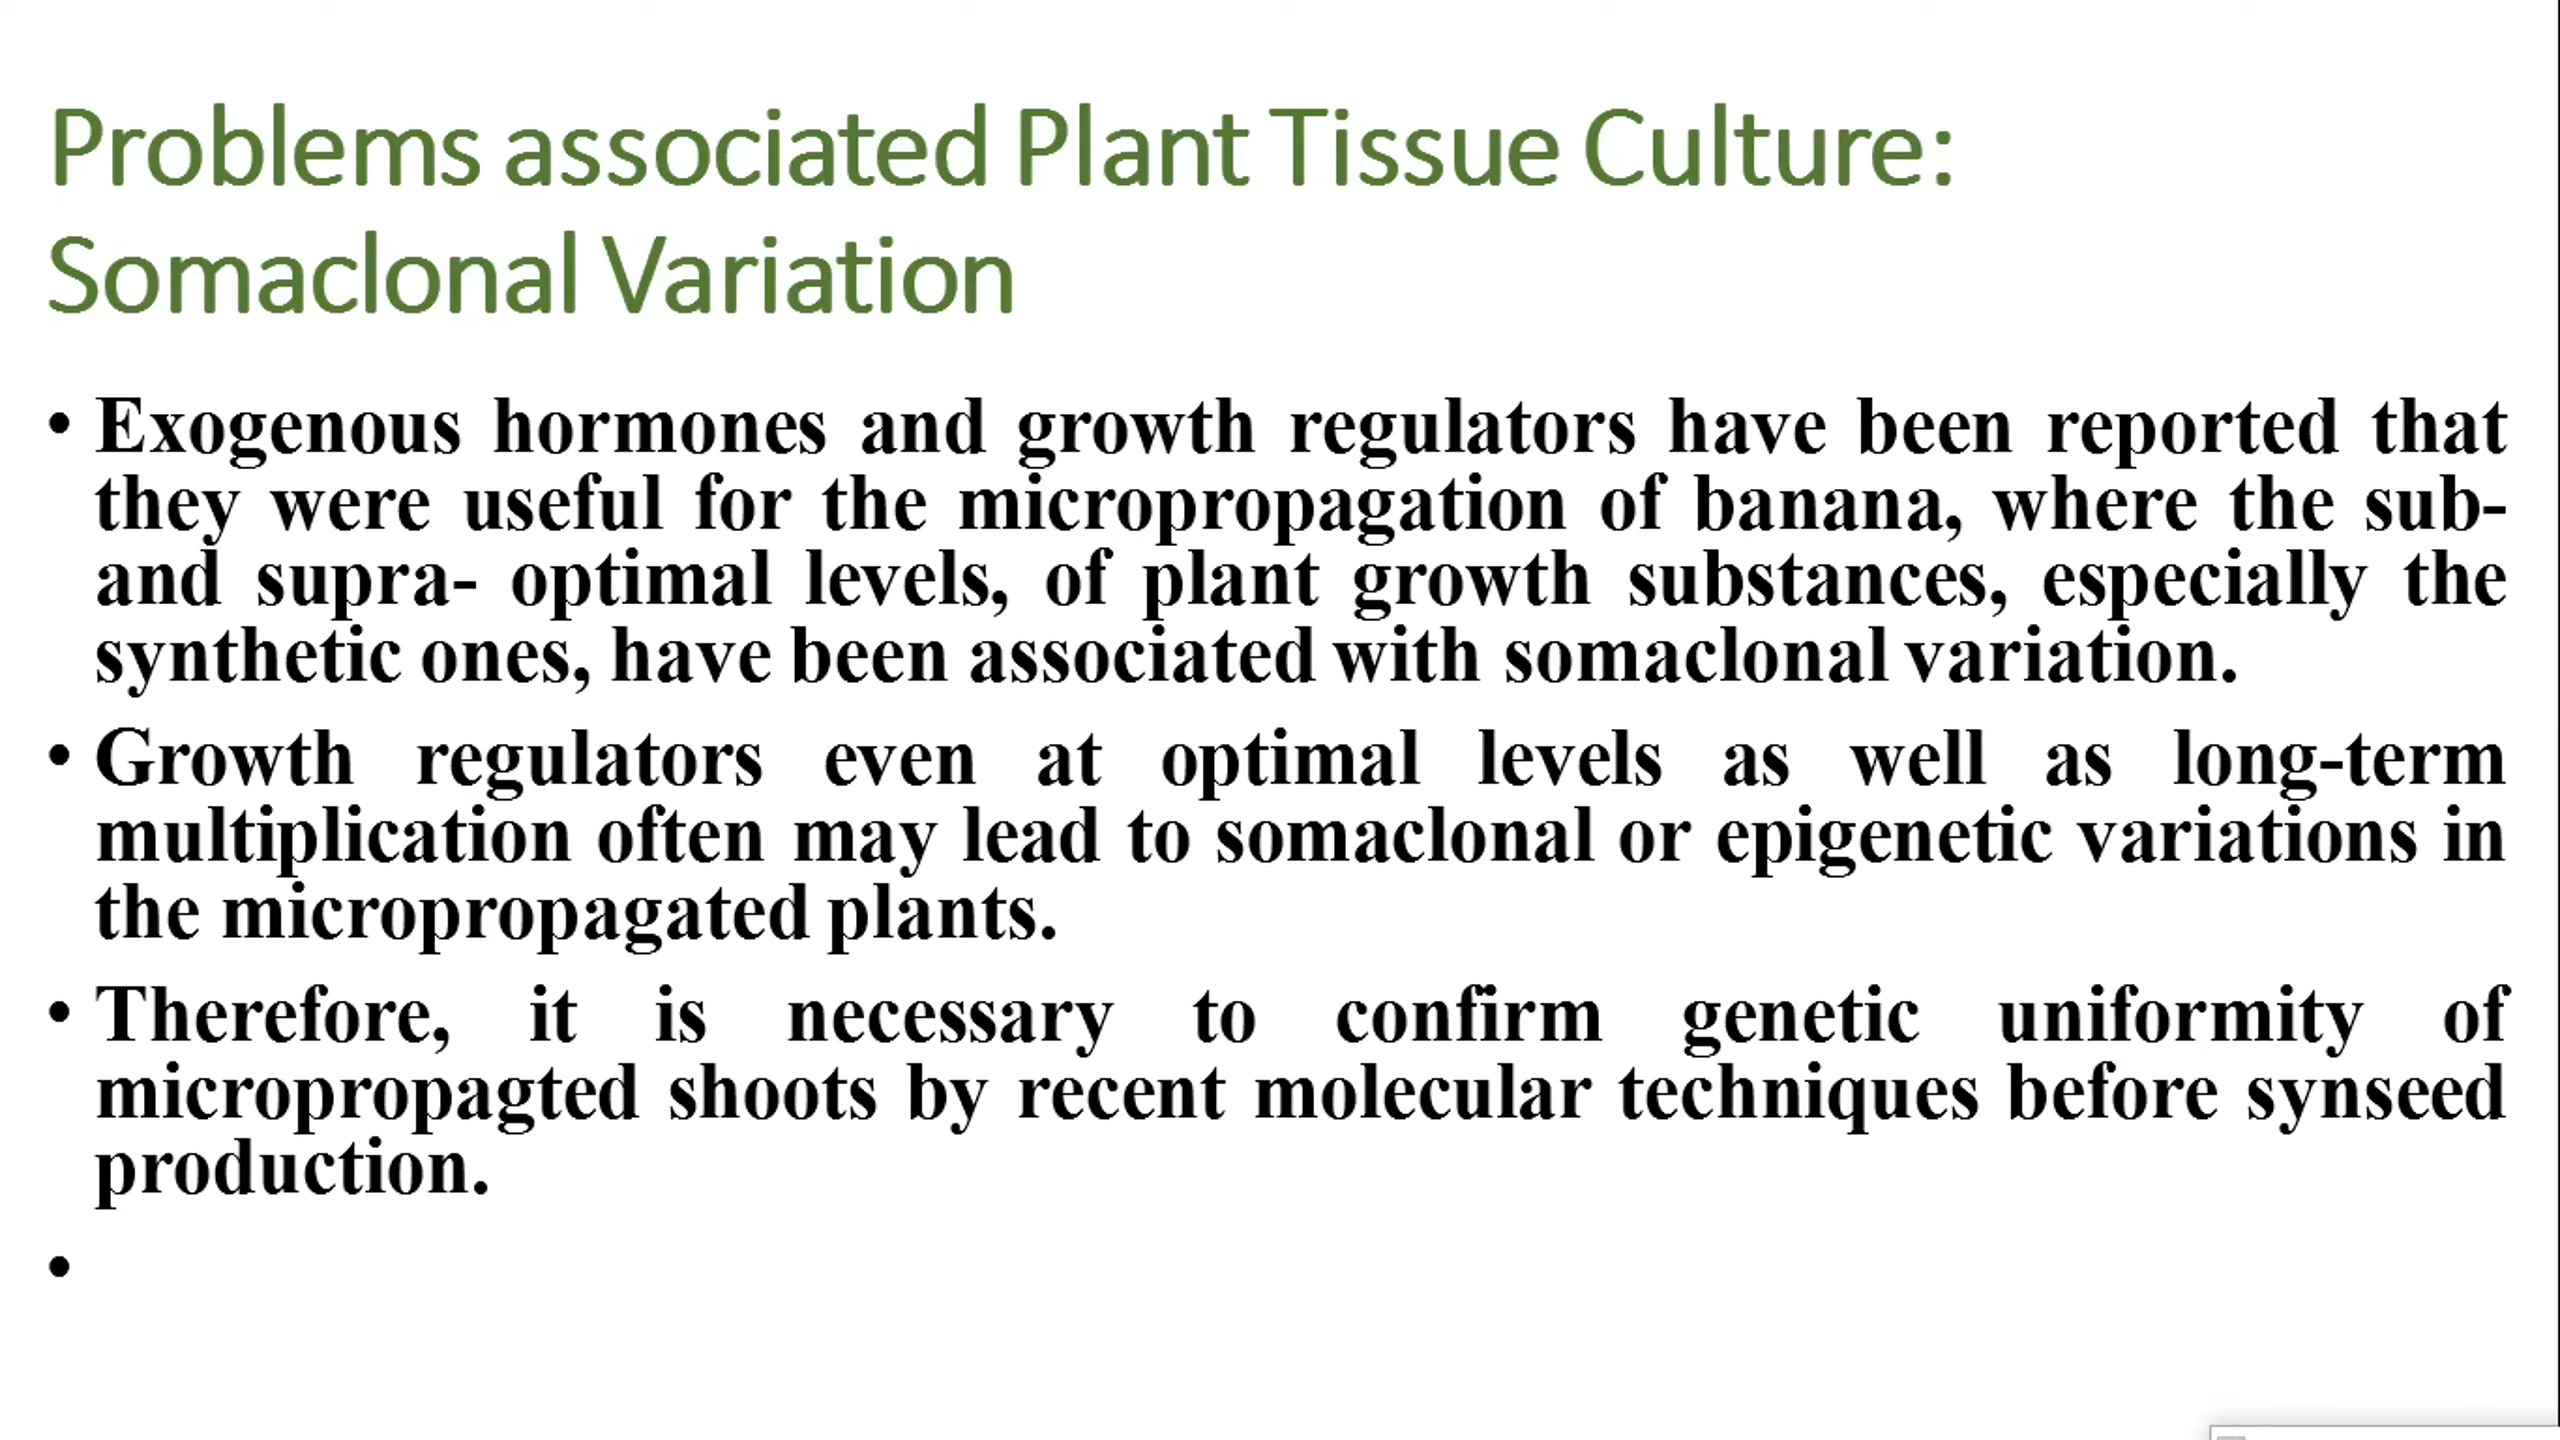 Problems associated Plant Tissue Culture:
Somaclonal Variation
• Exogenous hormones and growth regulators have been reported that
they were useful for the micropropagation of banana, where the sub-
and supra- optimal levels, of plant growth substances, especially the
synthetic ones, have been associated with somaclonal variation.
• Growth regulators even at optimal levels as well as long-term
multiplication often may lead to somaclonal or epigenetic variations in
the micropropagated plants.
• Therefore, it is necessary to confirm genetic uniformity of
micropropagted shoots by recent molecular techniques before synseed
production.
•